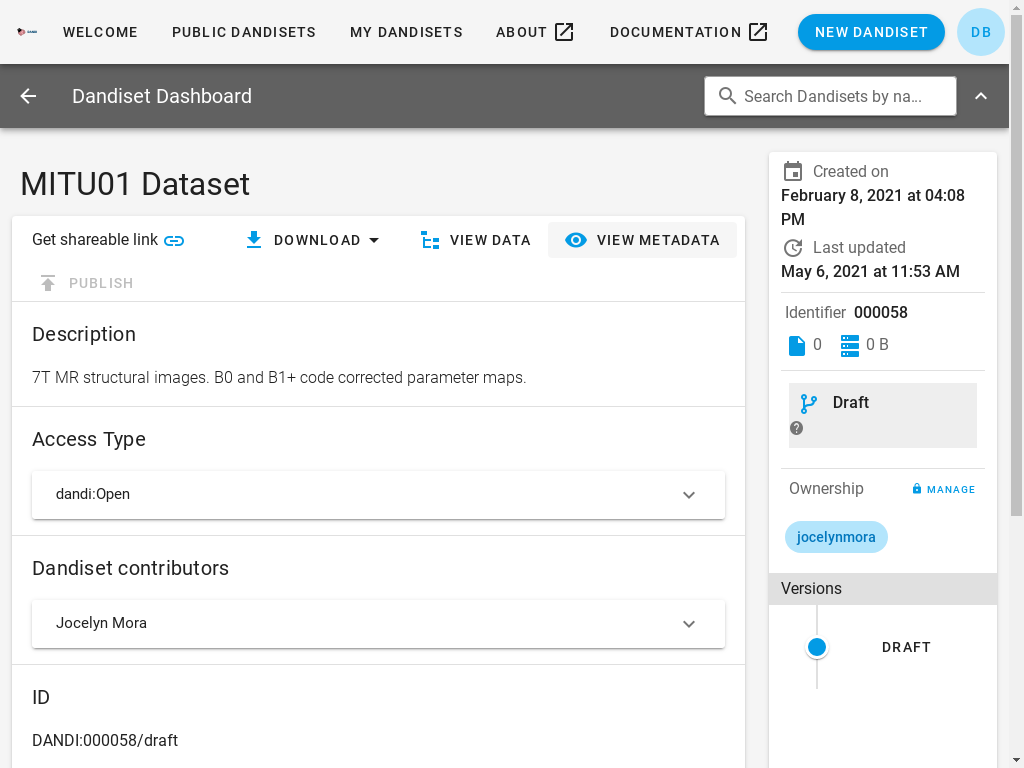 WELCOME PUBLIC DANDISETS MY DANDISETS ABOUT DOCUMENTATION NEW DANDISET DB
Dandiset Dashboard
Search Dandisets by na...
MITU01 Dataset
Get shareable link DOWNLOAD VIEW DATA VIEW METADATA
PUBLISH
Description
7T MR structural images. B0 and B1+ code corrected parameter maps.
Access Type
dandi:Open
Dandiset contributors
Jocelyn Mora
ID
DANDI:000058/draft
Created on
February 8, 2021 at 04:08
PM
Last updated
May 6, 2021 at 11:53 AM
Identifier 000058
0 0 B
Draft
Ownership MANAGE
jocelynmora
Versions
DRAFT